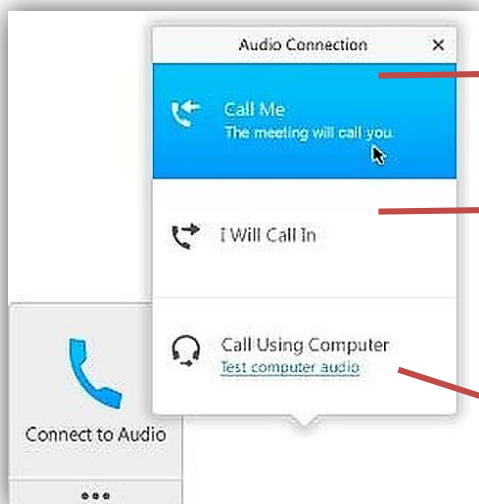 Audio Connection
Call Me
The meeting will call you.
I Will Call In
Call Using Computer
Test computer audio
Connect to Audio